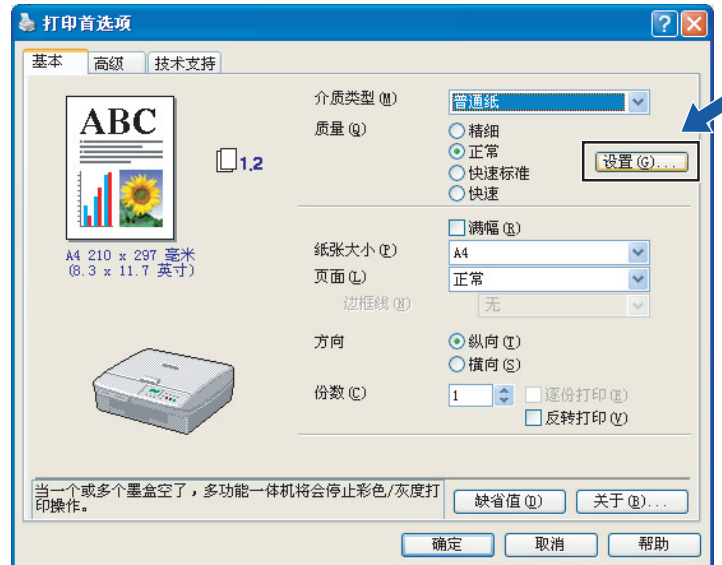 打印首选项
基本 高级 技术支持
ABC
1.2
A4 210 x 297 毫米
(8.3 x 11.7 英寸)
介质类型(M) 普通纸
质量(Q) 精细
正常
快速标准
快速
设置(G)...
满幅(R)
纸张大小(P) A4
页面(L) 正常
边框线(N) 无
方向 纵向(T)
横向(S)
份数(C) 1 逐份打印(E)
反转打印(V)
当一个或多个墨盒空了，多功能一体机将会停止彩色/灰度打
印操作。
缺省值(D) 关于(B)...
确定 取消 帮助